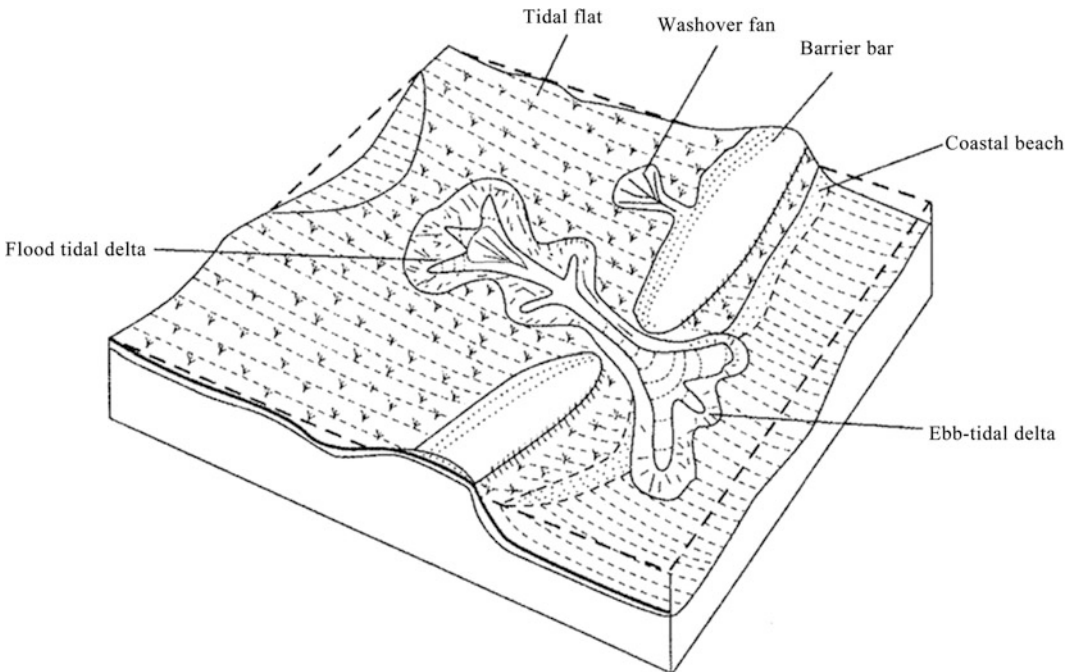 Tidal flat
Washover fan
Barrier bar
Coastal beach
Flood tidal delta
Ebb-tidal delta